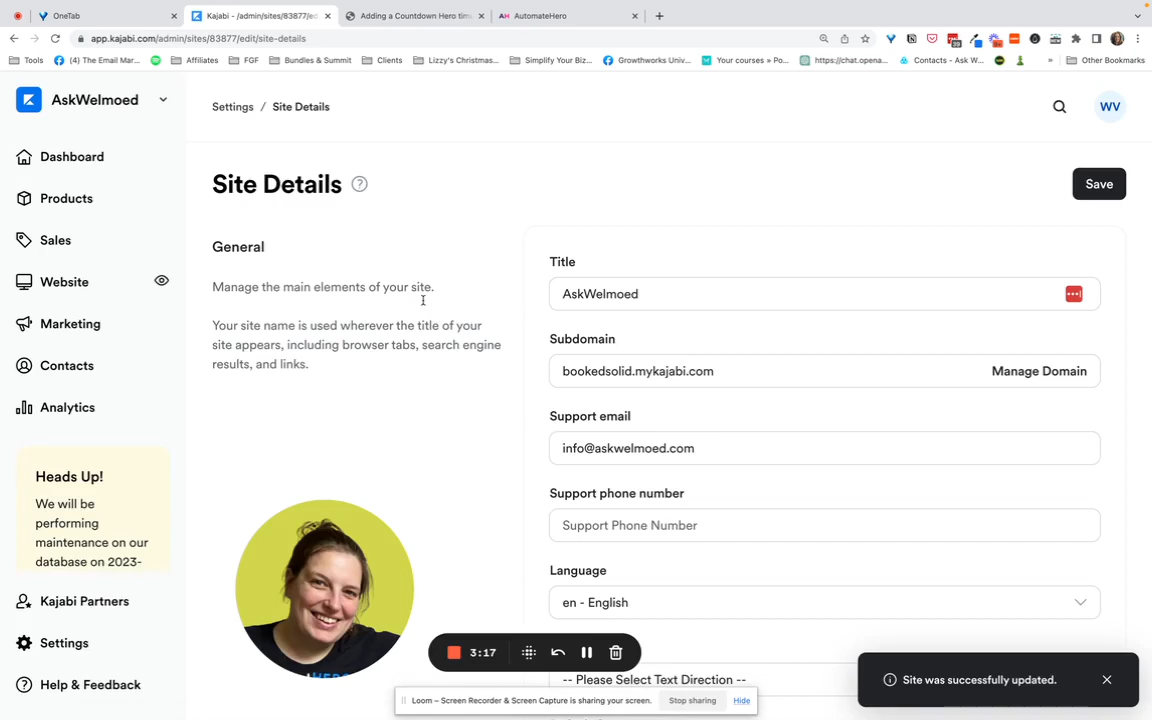 OneTab
Kajabi - /admin/sites/83877/ed
Adding a Countdown Hero tim
AH AutomateHero
app.kajabi.com/admin/sites/83877/edit/site-details
Tools
(4) The Email Mar...
Affiliates
FGF
Bundles & Summit
Clients
Lizzy's Christmas...
Simplify Your Biz...
Growthworks Univ...
Your courses » Po...
https://chat.opena...
Contacts - Ask W...
»
Other Bookmarks
AskWelmoed
Settings / Site Details
WV
Dashboard
Products
Sales
Website
Marketing
Contacts
Analytics
Heads Up!
We will be
performing
maintenance on our
database on 2023-
Kajabi Partners
Settings
Help & Feedback
Site Details
Save
General
Manage the main elements of your site.
Your site name is used wherever the title of your
site appears, including browser tabs, search engine
results, and links.
Title
AskWelmoed
Subdomain
bookedsolid.mykajabi.com
Manage Domain
Support email
info@askwelmoed.com
Support phone number
Support Phone Number
Language
en - English
-- Please Select Text Direction --
3:17
Loom – Screen Recorder & Screen Capture is sharing your screen.
Stop sharing
Hide
Site was successfully updated.